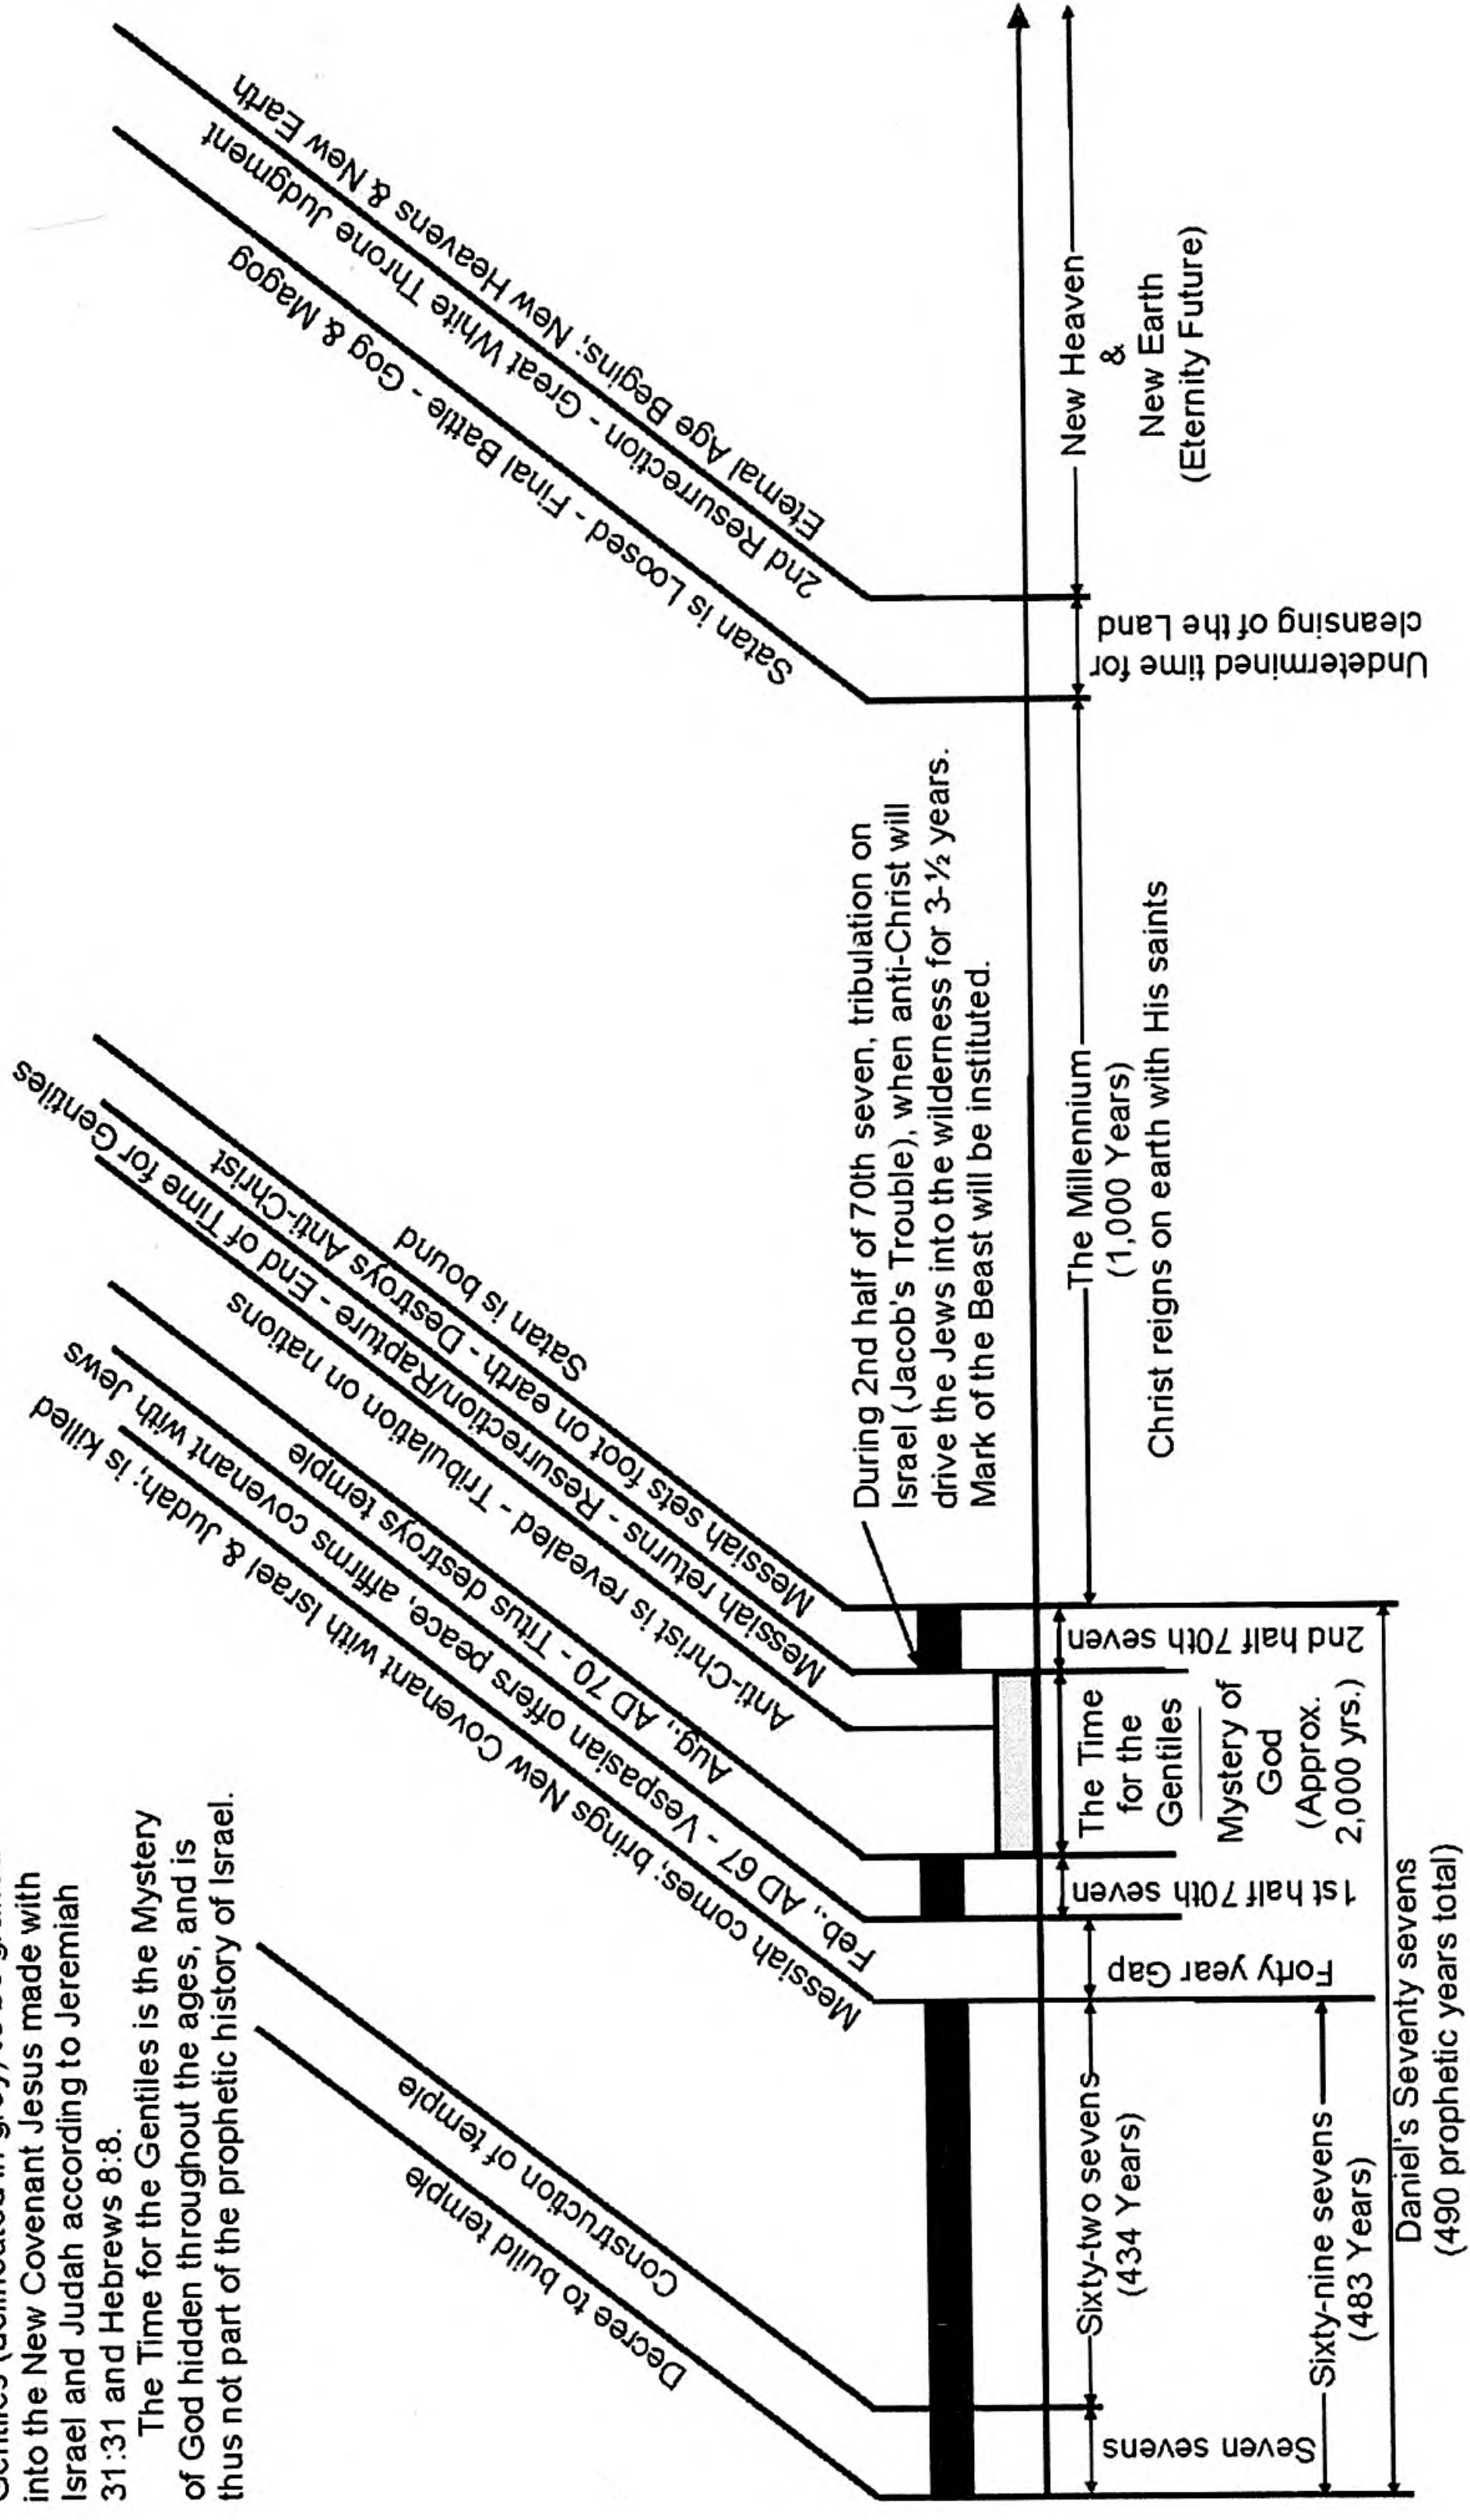 into the New Covenant Jesus made with
Israel and Judah according to Jeremiah
31:31 and Hebrews 8:8.
The Time for the Gentiles is the Mystery
of God hidden throughout the ages, and is
thus not part of the prophetic history of Israel.
Decree to build temple
Construction of temple
Messiah comes; brings New Covenant with Israel & Judah; is killed
Feb., AD 67 - Vespasian offers peace, affirms covenant with Jews
Aug., AD 70 - Titus destroys temple
Anti-Christ is revealed - Tribulation on nations
Messiah returns - Resurrection/Rapture - End of Time for Gentiles
Messiah sets foot on earth - Destroys Anti-Christ
Satan is bound
Satan is Loosed - Final Battle - Gog & Magog
2nd Resurrection - Great White Throne Judgment
Eternal Age Begins; New Heavens & New Earth
During 2nd half of 70th seven, tribulation on
Israel (Jacob's Trouble), when anti-Christ will
drive the Jews into the wilderness for 3-½ years.
Mark of the Beast will be instituted.
Seven sevens
Sixty-two sevens
(434 Years)
Forty year Gap
1st half 70th seven
The Time
for the
Gentiles
Mystery of
God
(Approx.
2,000 yrs.)
2nd half 70th seven
The Millennium
(1,000 Years)
Christ reigns on earth with His saints
Undetermined time for
cleansing of the Land
New Heaven
&
New Earth
(Eternity Future)
Sixty-nine sevens
(483 Years)
Daniel's Seventy sevens
(490 prophetic years total)